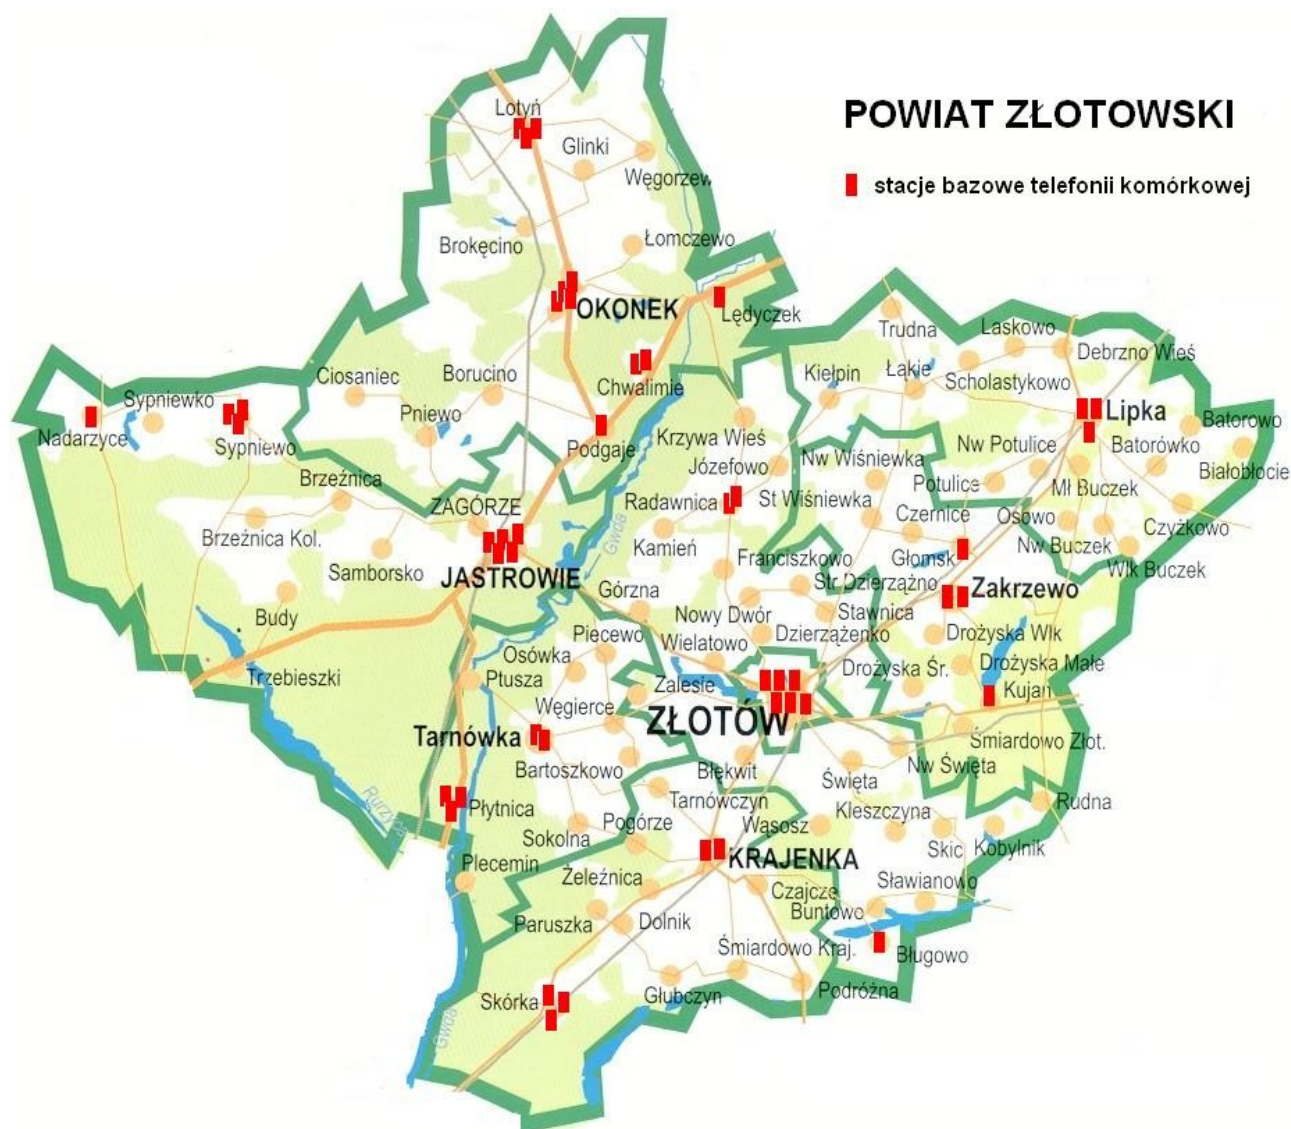 POWIAT ZŁOTOWSKI
stacje bazowe telefonii komórkowej
Lotyń
Glinki
Węgorzew
Brokęcino
Łomczewo
OKONEK
Lędyczek
Trudna
Laskowo
Debrzno Wieś
Chwalimie
Ciosaniec
Borucino
Kiełpin
Łąkie
Scholastykowo
Sypniewko
Pniewo
Lipka
Batorowo
Nadarzyce
Sypniewo
Podgaje
Krzywa Wieś
Nw Potulice
Batorówko
Józefowo
Nw Wiśniewka
Białobłocie
Brzeźnica
Potulice
Mł Buczek
ZAGÓRZE
Radawnica
St Wiśniewka
Czernice
Osowo
Czyżkowo
Brzeźnica Kol.
Gwda
Kamień
Nw Buczek
Samborsko
JASTROWIE
Franciszkowo
Głomsk
Wlk Buczek
Górzna
Str Dzierzążno
Zakrzewo
Budy
Nowy Dwór
Stawnica
Piecewo
Wielatowo
Dzierzążenko
Drożyska Wlk
Osówka
Trzebieszki
Ptusza
Zalesie
Drożyska Śr.
Drożyska Małe
Kujan
Węgierce
ZŁOTÓW
Tarnówka
Śmiardowo Złot.
Bartoszkowo
Błękwit
Święta
Nw Święta
Rurzyca
Płytnica
Tarnówczyn
Kleszczyna
Rudna
Sokolna
Pogórze
Wąsosz
Skic
Kobylnik
KRAJENKA
Plecemin
Żeleźnica
Czajcze
Sławianowo
Paruszka
Dolnik
Buntowo
Śmiardowo Kraj.
Bługowo
Skórka
Głubczyn
Podróżna
Gwda